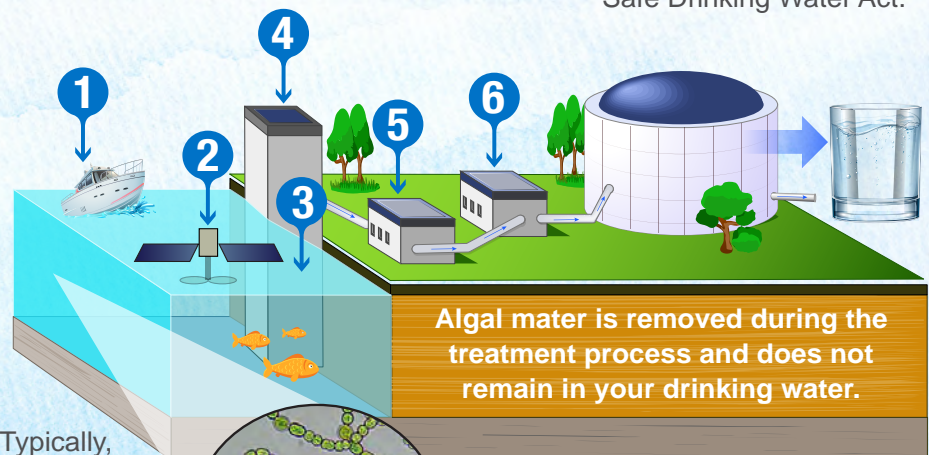 Safe Drinking Water Act.
4
1
6
5
2
3
Algal mater is removed during the
treatment process and does not
remain in your drinking water.
Typically,